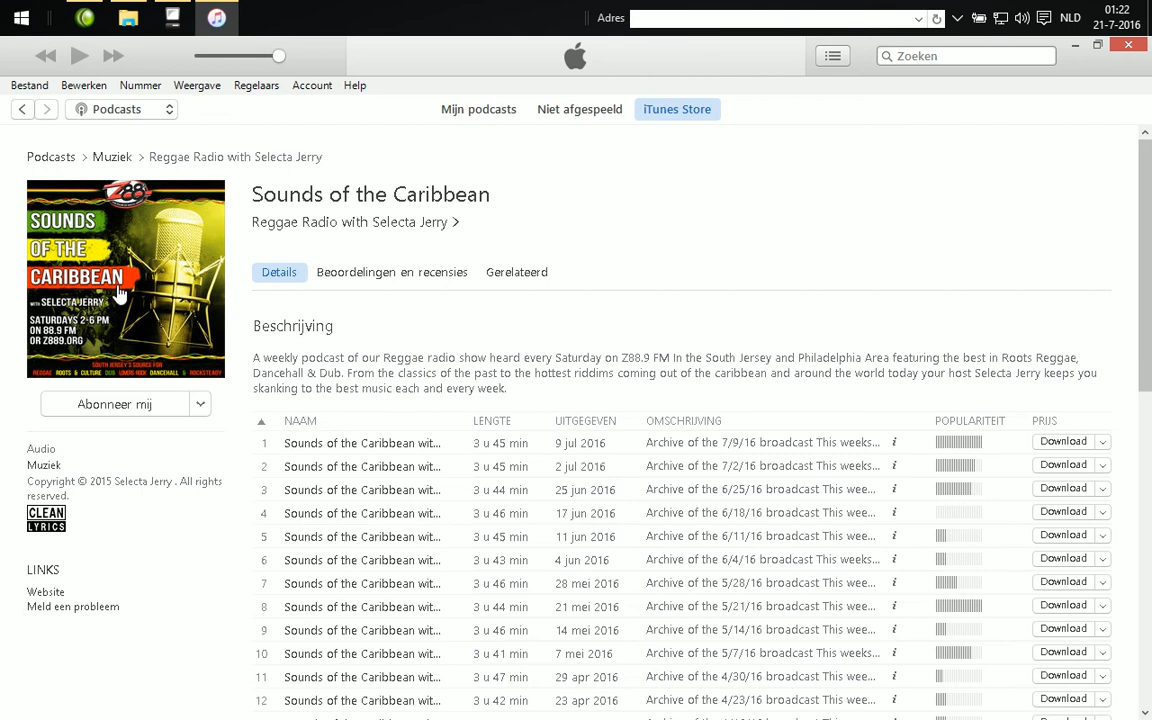 Adres
NLD
01:22
21-7-2016
Zoeken
Bestand Bewerken Nummer Weergave Regelaars Account Help
Podcasts
Mijn podcasts Niet afgespeeld iTunes Store
Podcasts > Muziek > Reggae Radio with Selecta Jerry
Z88.9
SOUNDS
OF THE
CARIBBEAN
WITH SELECTA JERRY
SATURDAYS 2-6 PM
ON 88.9 FM
OR Z889.ORG
SOUTH JERSEY'S SOURCE FOR
REGGAE ROOTS & CULTURE DUB LOVERS ROCK DANCEHALL & ROCKSTEADY
Sounds of the Caribbean
Reggae Radio with Selecta Jerry >
Details Beoordelingen en recensies Gerelateerd
Beschrijving
A weekly podcast of our Reggae radio show heard every Saturday on Z88.9 FM In the South Jersey and Philadelphia Area featuring the best in Roots Reggae,
Dancehall & Dub. From the classics of the past to the hottest riddims coming out of the caribbean and around the world today your host Selecta Jerry keeps you
skanking to the best music each and every week.
Abonneer mij
Audio
Muziek
Copyright © 2015 Selecta Jerry . All rights
reserved.
CLEAN
LYRICS
LINKS
Website
Meld een probleem
NAAM LENGTE UITGEGEVEN OMSCHRIJVING POPULARITEIT PRIJS
1 Sounds of the Caribbean wit... 3 u 45 min 9 jul 2016 Archive of the 7/9/16 broadcast This weeks... i Download
2 Sounds of the Caribbean wit... 3 u 45 min 2 jul 2016 Archive of the 7/2/16 broadcast This weeks... i Download
3 Sounds of the Caribbean wit... 3 u 44 min 25 jun 2016 Archive of the 6/25/16 broadcast This wee... i Download
4 Sounds of the Caribbean wit... 3 u 46 min 17 jun 2016 Archive of the 6/18/16 broadcast This wee... i Download
5 Sounds of the Caribbean wit... 3 u 45 min 11 jun 2016 Archive of the 6/11/16 broadcast This wee... i Download
6 Sounds of the Caribbean wit... 3 u 43 min 4 jun 2016 Archive of the 6/4/16 broadcast This weeks... i Download
7 Sounds of the Caribbean wit... 3 u 46 min 28 mei 2016 Archive of the 5/28/16 broadcast This wee... i Download
8 Sounds of the Caribbean wit... 3 u 44 min 21 mei 2016 Archive of the 5/21/16 broadcast This wee... i Download
9 Sounds of the Caribbean wit... 3 u 46 min 14 mei 2016 Archive of the 5/14/16 broadcast This wee... i Download
10 Sounds of the Caribbean wit... 3 u 41 min 7 mei 2016 Archive of the 5/7/16 broadcast This weeks... i Download
11 Sounds of the Caribbean wit... 3 u 47 min 29 apr 2016 Archive of the 4/30/16 broadcast This wee... i Download
12 Sounds of the Caribbean wit... 3 u 42 min 23 apr 2016 Archive of the 4/23/16 broadcast This wee... i Download